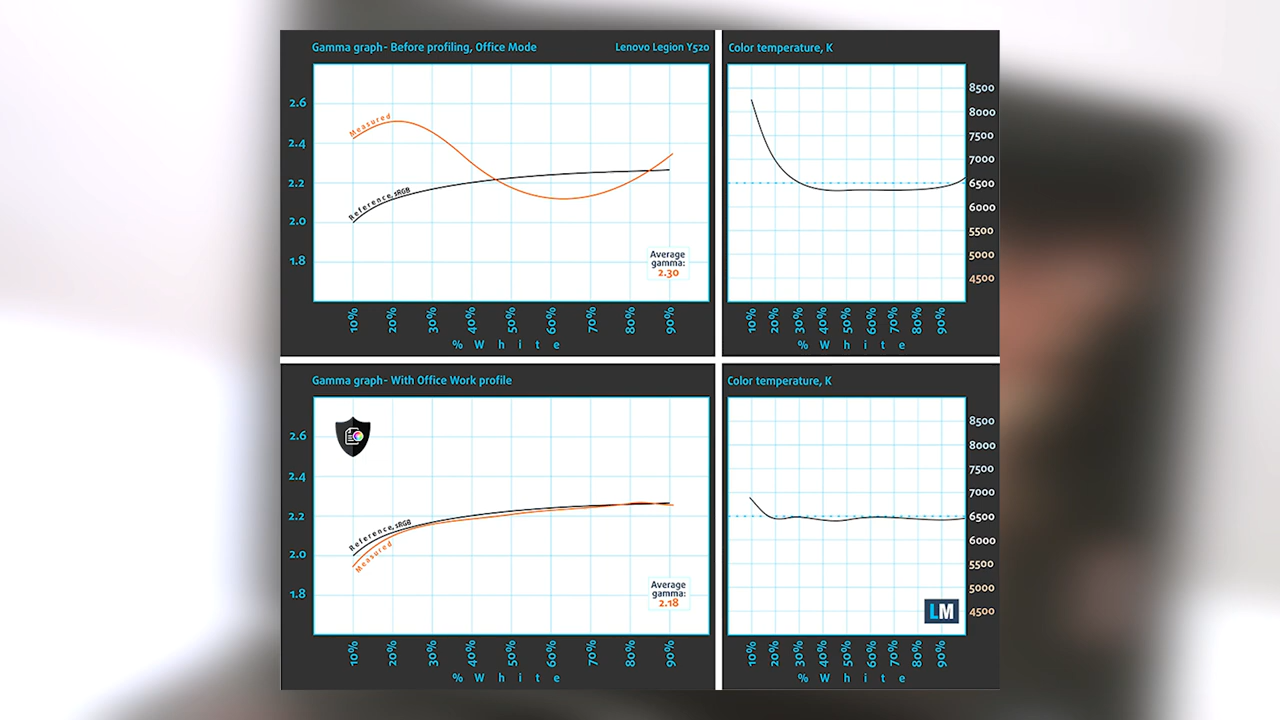 Gamma graph- Before profiling, Office Mode
Lenovo Legion Y520
2.6
2.4
2.2
2.0
1.8
Measured
Reference, sRGB
Average
gamma:
2.30
10% 20% 30% 40% 50% 60% 70% 80% 90%
% White
Color temperature, K
8500
8000
7500
7000
6500
6000
5500
5000
4500
10% 20% 30% 40% 50% 60% 70% 80% 90%
% White
Gamma graph- With Office Work profile
2.6
2.4
2.2
2.0
1.8
Reference, sRGB
Measured
Average
gamma:
2.18
10% 20% 30% 40% 50% 60% 70% 80% 90%
% White
Color temperature, K
8500
8000
7500
7000
6500
6000
5500
5000
4500
LM
10% 20% 30% 40% 50% 60% 70% 80% 90%
% White